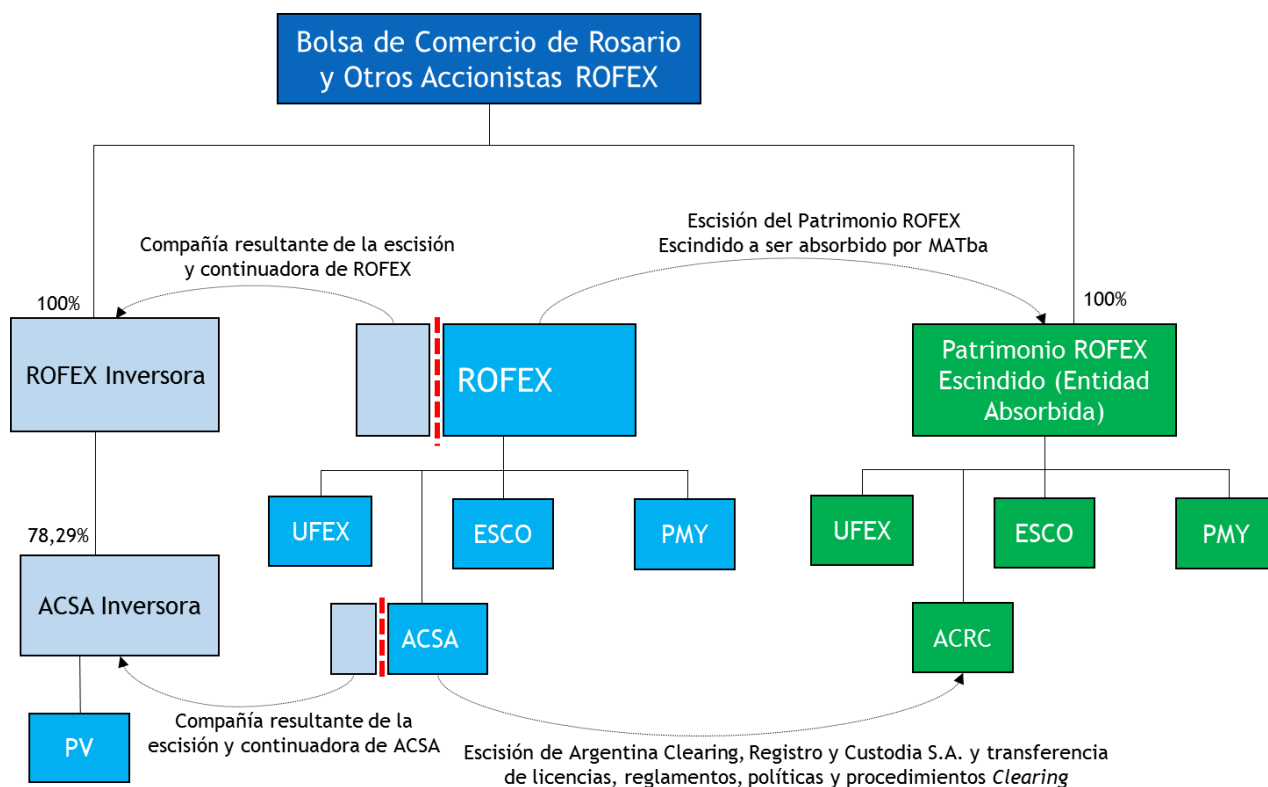 Bolsa de Comercio de Rosario
y Otros Accionistas ROFEX
Compañía resultante de la escisión
y continuadora de ROFEX
Escisión del Patrimonio ROFEX
Escindido a ser absorbido por MATba
100%
100%
ROFEX Inversora
ROFEX
Patrimonio ROFEX
Escindido (Entidad
Absorbida)
UFEX
ESCO
PMY
UFEX
ESCO
PMY
78,29%
ACSA Inversora
ACSA
ACRC
PV
Compañía resultante de la
escisión y continuadora de ACSA
Escisión de Argentina Clearing, Registro y Custodia S.A. y transferencia
de licencias, reglamentos, políticas y procedimientos Clearing